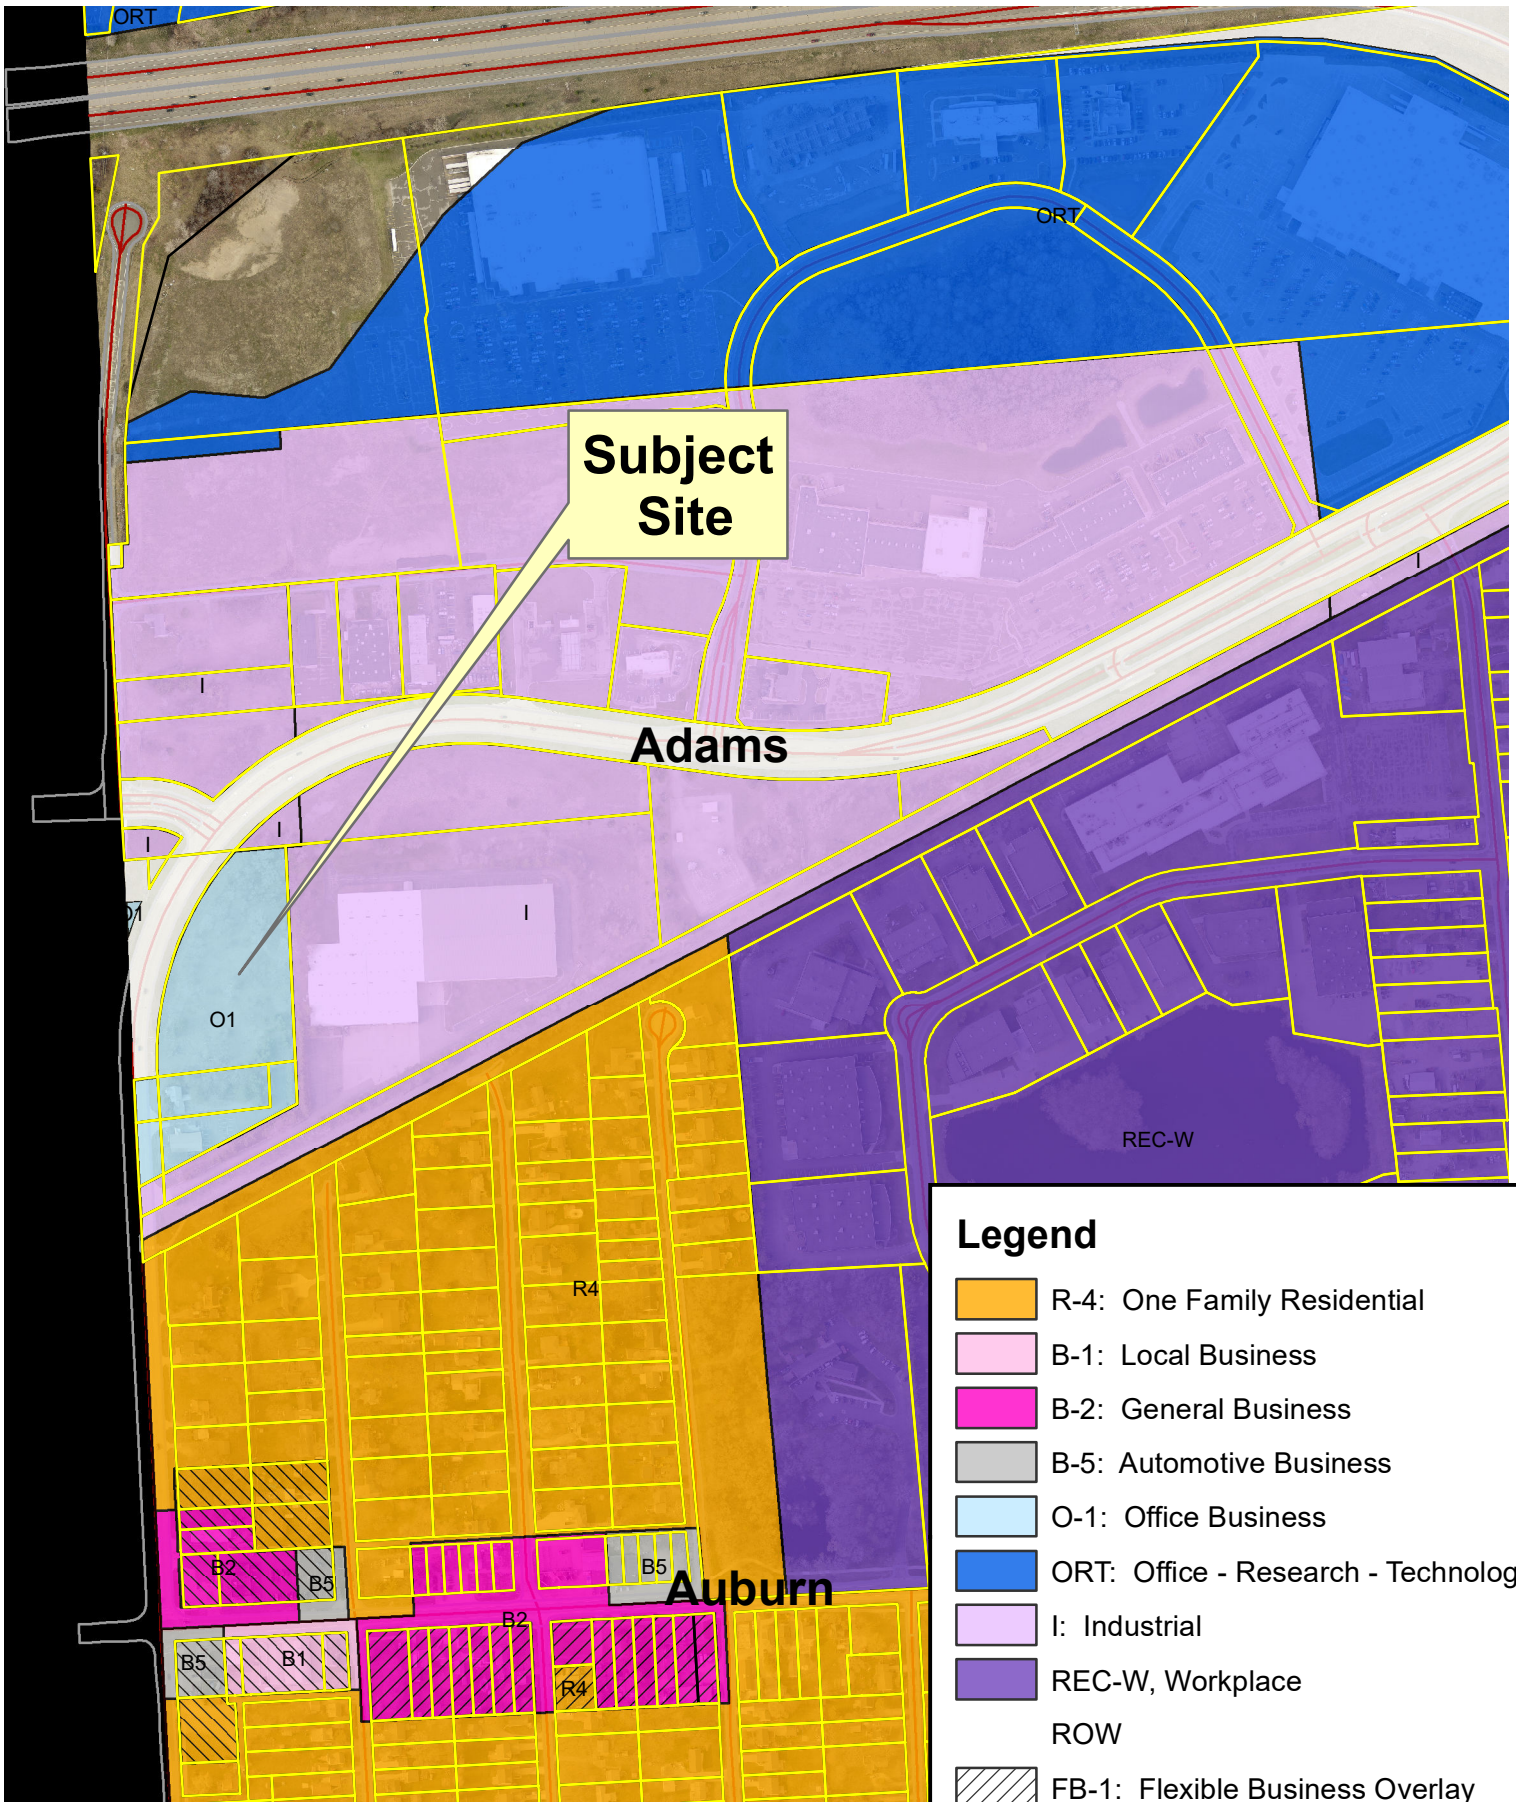 ORT
ORT
Subject
Site
I
I
Adams
I
I
O1
I
O1
REC-W
R4
B2
B5
B5
Auburn
B2
B5
B1
R4
Legend
R-4: One Family Residential
B-1: Local Business
B-2: General Business
B-5: Automotive Business
O-1: Office Business
ORT: Office - Research - Technolog
I: Industrial
REC-W, Workplace
ROW
FB-1: Flexible Business Overlay